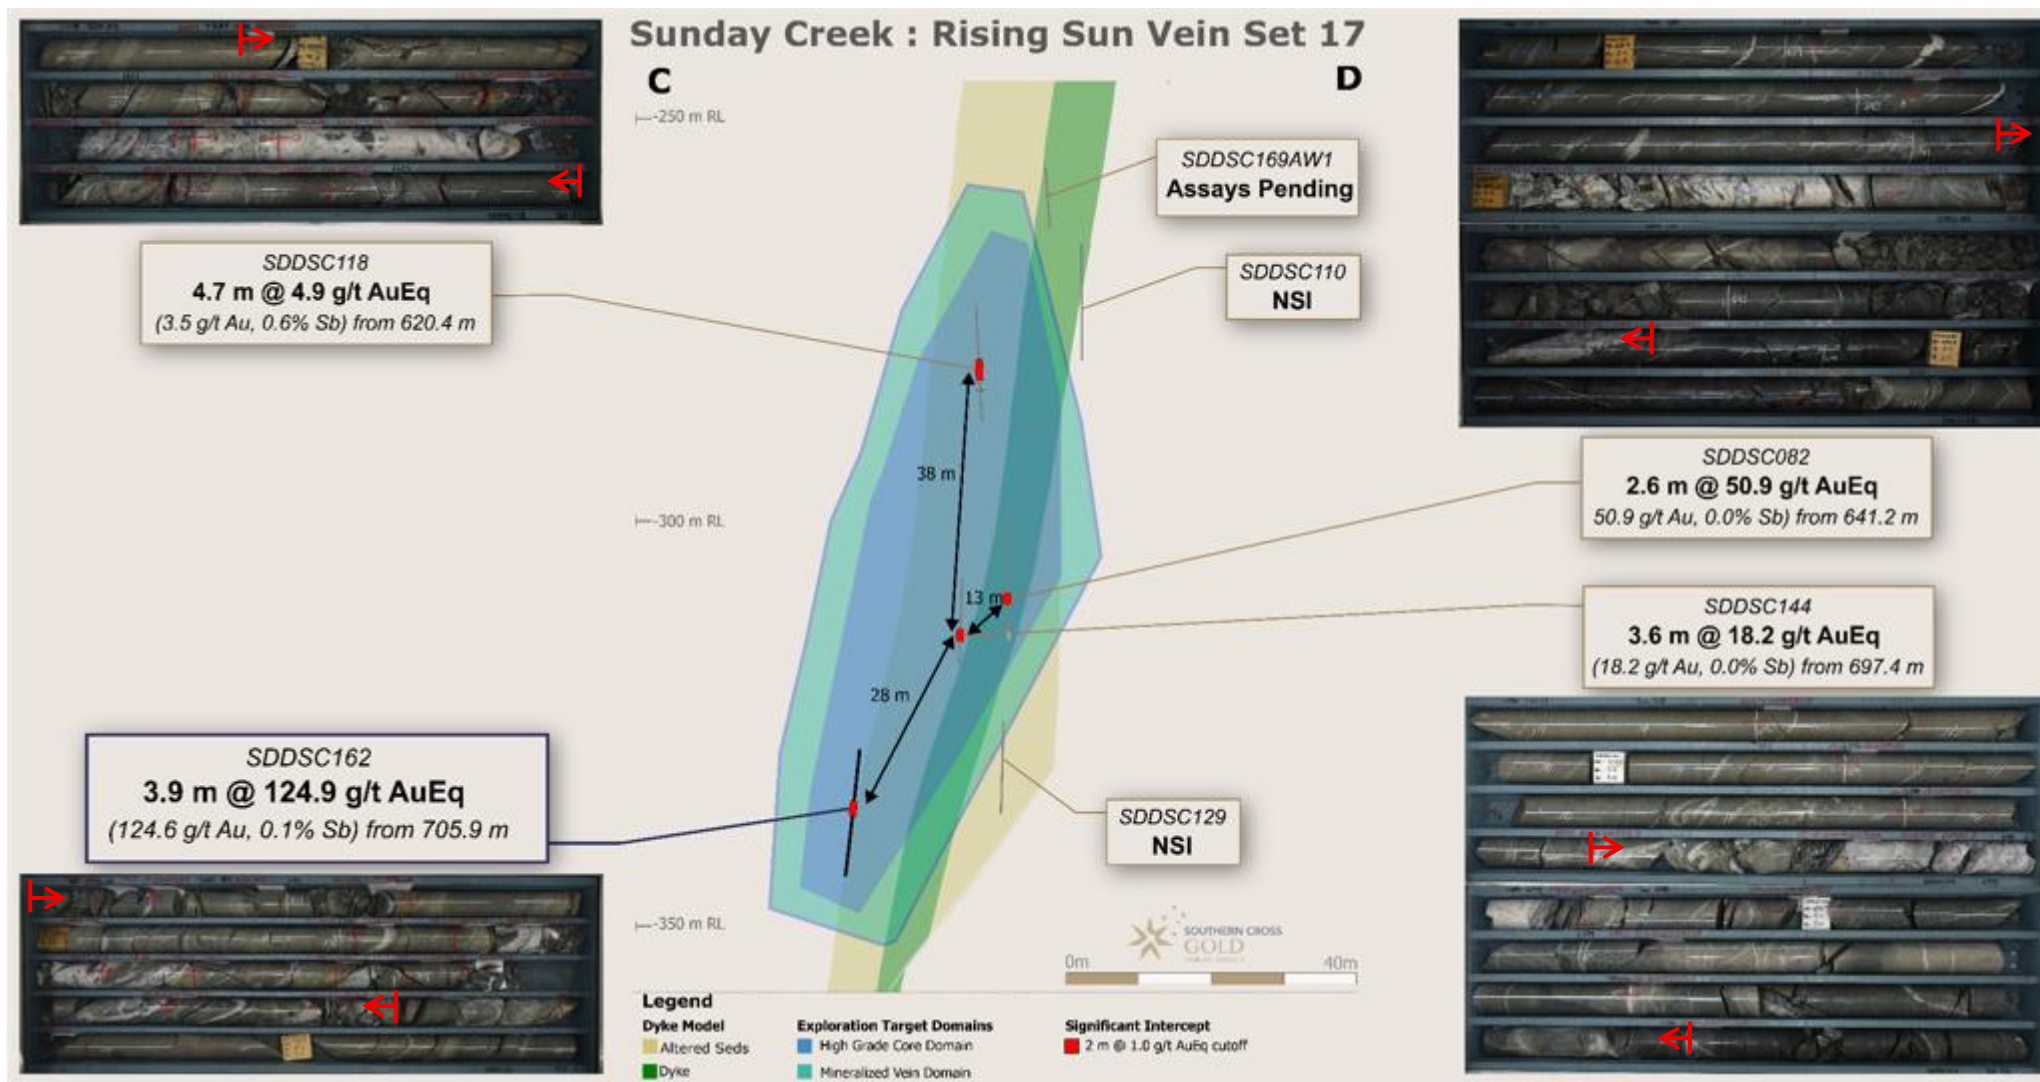 Sunday Creek : Rising Sun Vein Set 17
C
D
-250 m RL
SDDSC169AW1
Assays Pending
SDDSC110
NSI
SDDSC118
4.7 m @ 4.9 g/t AuEq
(3.5 g/t Au, 0.6% Sb) from 620.4 m
38 m
-300 m RL
SDDSC082
2.6 m @ 50.9 g/t AuEq
50.9 g/t Au, 0.0% Sb) from 641.2 m
13 m
SDDSC144
3.6 m @ 18.2 g/t AuEq
(18.2 g/t Au, 0.0% Sb) from 697.4 m
28 m
SDDSC162
3.9 m @ 124.9 g/t AuEq
(124.6 g/t Au, 0.1% Sb) from 705.9 m
SDDSC129
NSI
-350 m RL
SOUTHERN CROSS
GOLD
0m
40m
Legend
Dyke Model
Altered Seds
Dyke
Exploration Target Domains
High Grade Core Domain
Mineralized Vein Domain
Significant Intercept
2 m @ 1.0 g/t AuEq cutoff